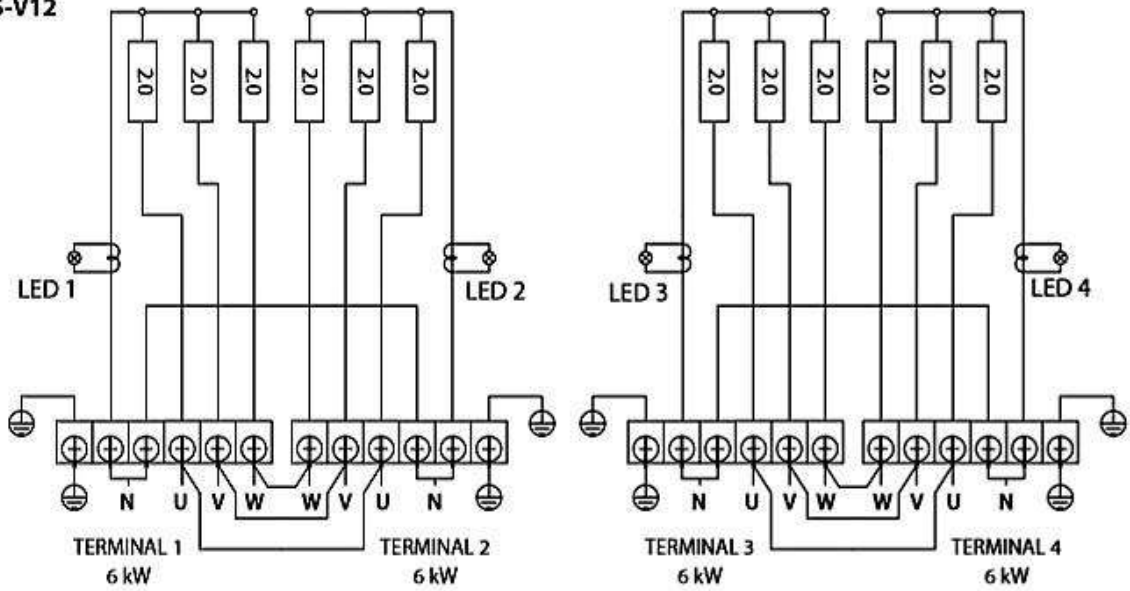 S-V12
2.0 2.0 2.0 2.0 2.0 2.0 2.0 2.0 2.0 2.0 2.0 2.0
LED 1 LED 2 LED 3 LED 4
N U V W W V U N N U V W W V U N
TERMINAL 1 TERMINAL 2 TERMINAL 3 TERMINAL 4
6 kW 6 kW 6 kW 6 kW